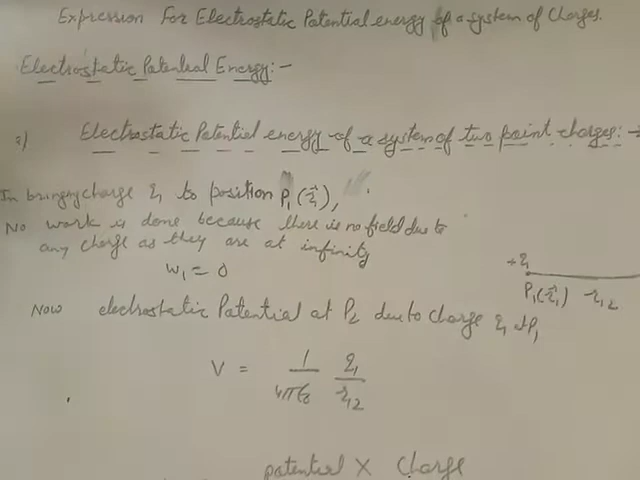 Expression For Electrostatic Potential energy of a system of Charges.
Electrostatic Potential Energy:-
Electrostatic Potential energy of a system of two point charges:-
In bringing charge q₁ to position P₁(r⃗₁),
No work is done because there is no field due to
any charge as they are at infinity
W₁ = 0
+q₁
P₁(r⃗₁) r₁₂
Now electrostatic Potential at P₂ due to charge q₁ at P₁
V = 1/4πε₀ q₁/r₁₂
potential × Charge